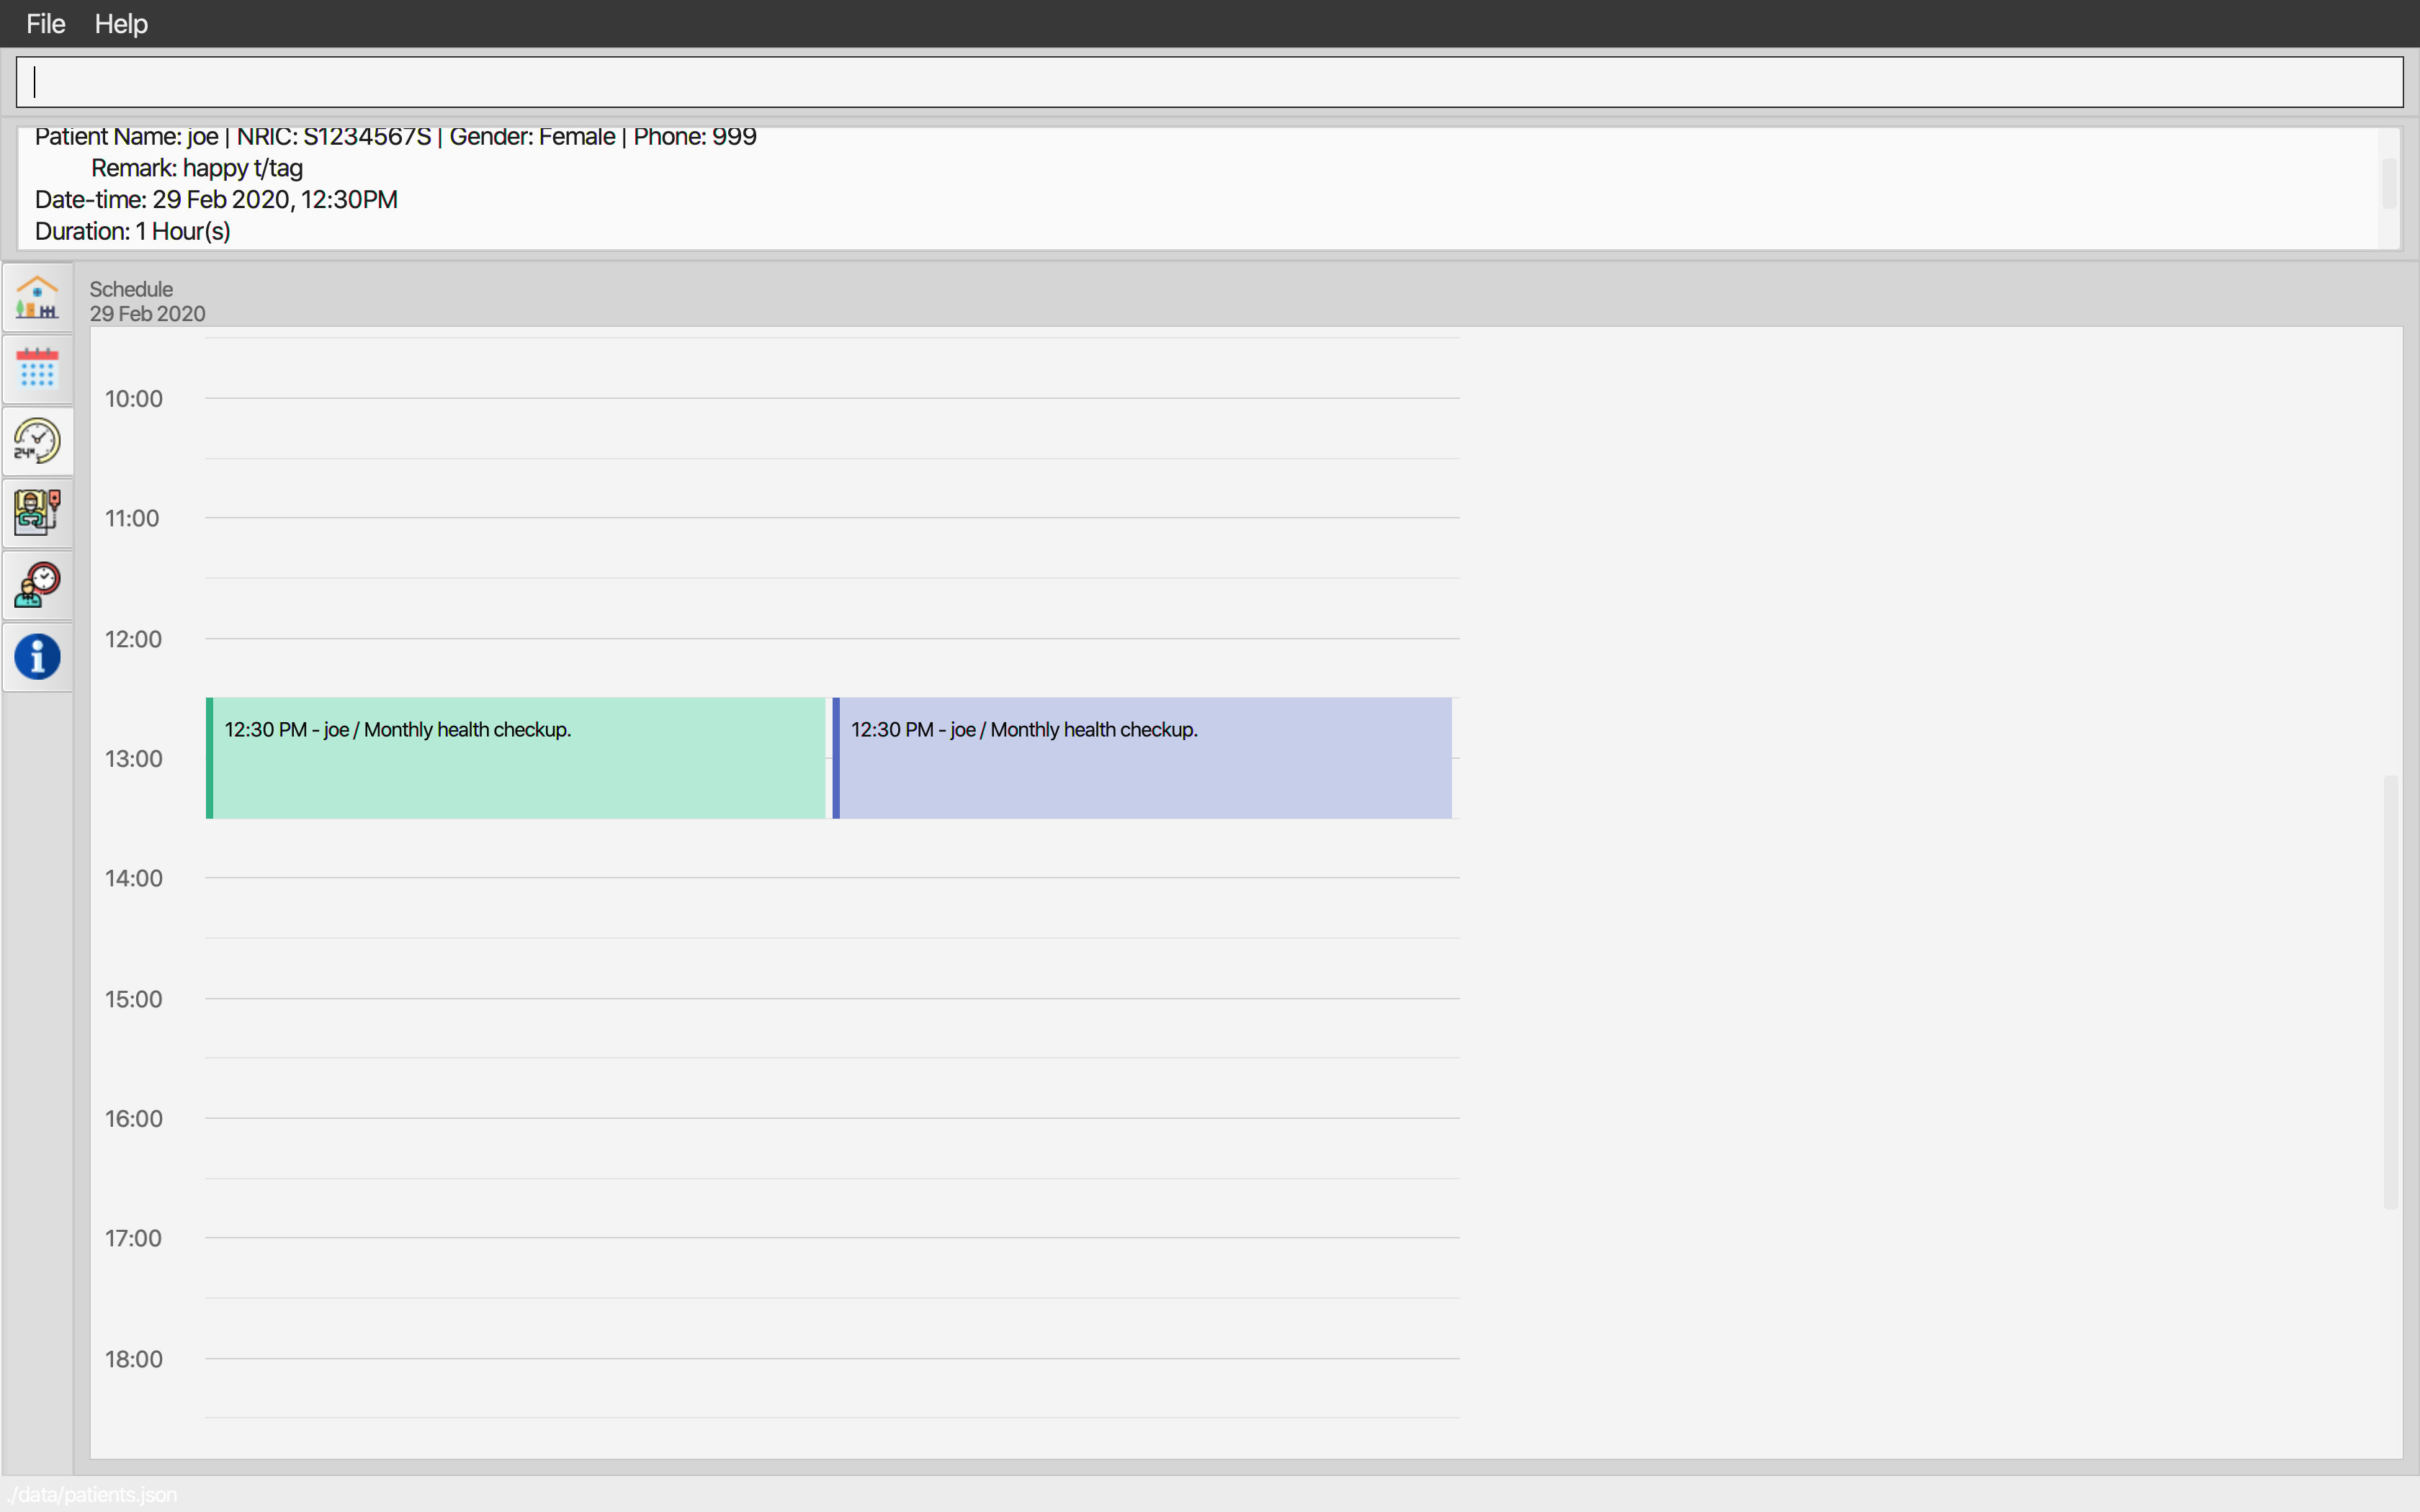 File Help
Patient Name: joe | NRIC: S1234567S | Gender: Female | Phone: 999
Remark: happy t/tag
Date-time: 29 Feb 2020, 12:30PM
Duration: 1 Hour(s)
Schedule
29 Feb 2020
10:00
11:00
24H
12:00
12:30 PM - joe / Monthly health checkup. 12:30 PM - joe / Monthly health checkup.
13:00
14:00
15:00
16:00
17:00
18:00
./data/patients.json